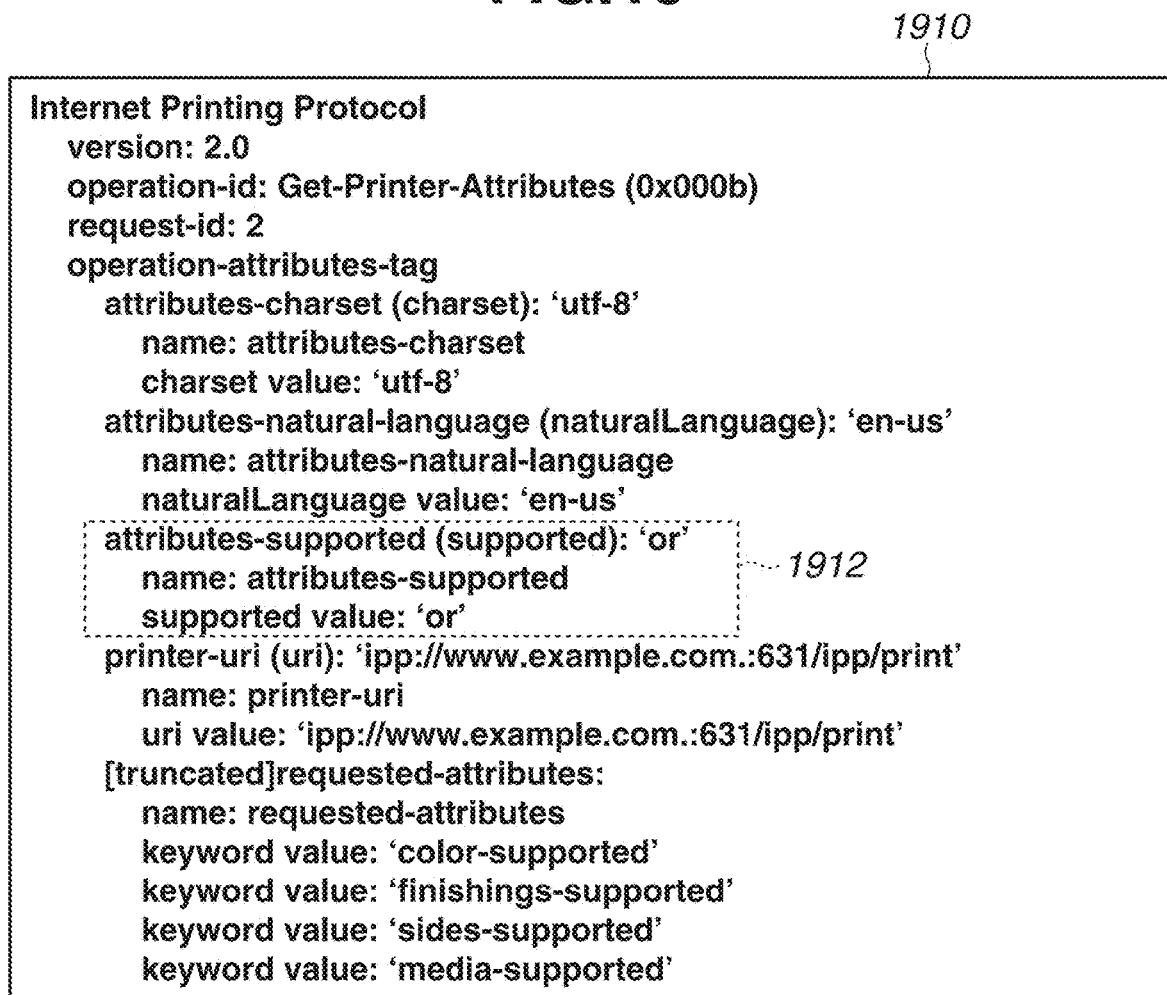 1910
Internet Printing Protocol
version: 2.0
operation-id: Get-Printer-Attributes (0x000b)
request-id: 2
operation-attributes-tag
attributes-charset (charset): ‘utf-8’
name: attributes-charset
charset value: ‘utf-8’
attributes-natural-language (naturalLanguage): ‘en-us’
name: attributes-natural-language
naturalLanguage value: ‘en-us’
attributes-supported (supported): ‘or’
name: attributes-supported
supported value: ‘or’
1912
printer-uri (uri): ‘ipp://www.example.com.:631/ipp/print’
name: printer-uri
uri value: ‘ipp://www.example.com.:631/ipp/print’
[truncated]requested-attributes:
name: requested-attributes
keyword value: ‘color-supported’
keyword value: ‘finishings-supported’
keyword value: ‘sides-supported’
keyword value: ‘media-supported’